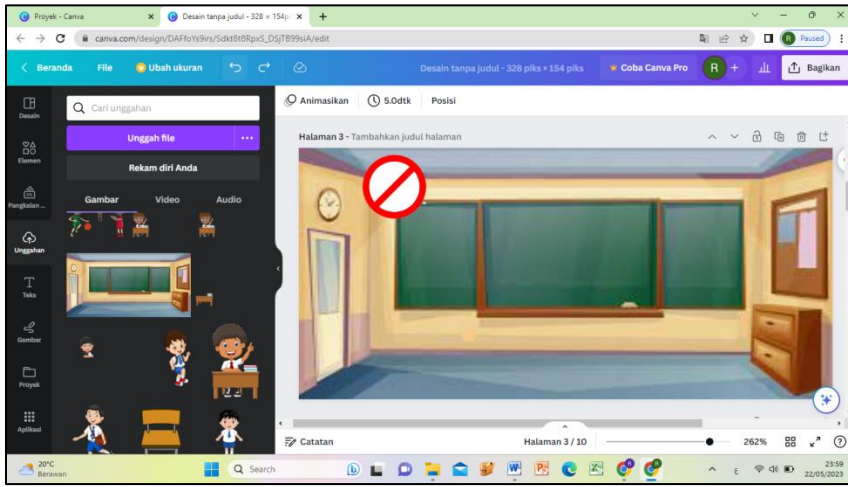 Proyek - Canva
Desain tanpa judul - 328 × 154p
canva.com/design/DAFfoYs9irs/Sdkt8t8RpxS_DSjT899siA/edit
Paused
Beranda
File
Ubah ukuran
Desain tanpa judul - 328 piks × 154 piks
Coba Canva Pro
R
Bagikan
Desain
Elemen
Pangkalan ...
Unggahan
Teks
Gambar
Proyek
Aplikasi
Cari unggahan
Unggah file
Rekam diri Anda
Gambar
Video
Audio
Animasikan
5.0dtk
Posisi
Halaman 3 - Tambahkan judul halaman
Catatan
Halaman 3 / 10
262%
20°C
Berawan
Search
23:59
22/05/2023